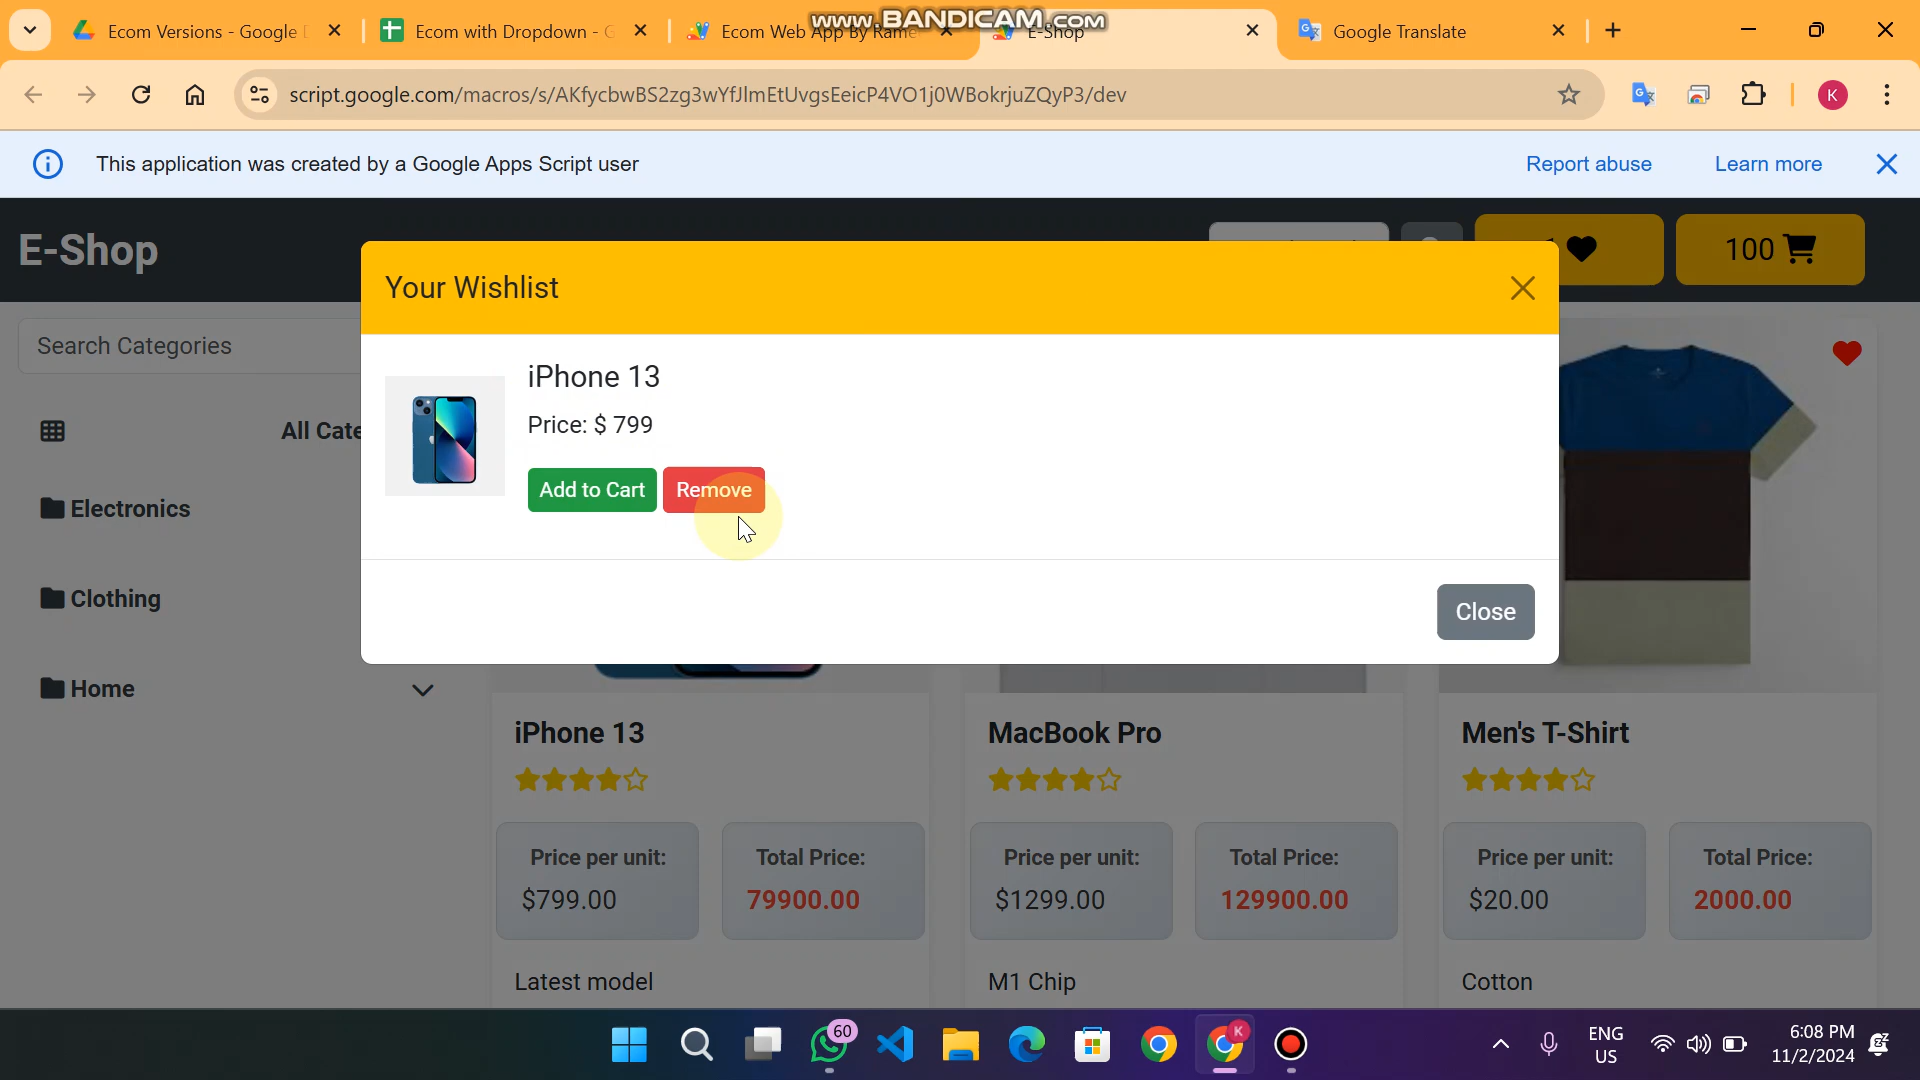 www.BANDICAM.com
Ecom Versions - Google D
Ecom with Dropdown - G
Ecom Web App By Rame
E-Shop
Google Translate
script.google.com/macros/s/AKfycbwBS2zg3wYfJlmEtUvgsEeicP4VO1j0WBokrjuZQyP3/dev
K
This application was created by a Google Apps Script user
Report abuse
Learn more
E-Shop
100
Your Wishlist
Search Categories
iPhone 13
Price: $ 799
All Cate
Add to Cart
Remove
Electronics
Clothing
Close
Home
iPhone 13
MacBook Pro
Men's T-Shirt
Price per unit:
Total Price:
Price per unit:
Total Price:
Price per unit:
Total Price:
$799.00
79900.00
$1299.00
129900.00
$20.00
2000.00
Latest model
M1 Chip
Cotton
60
K
ENG
US
6:08 PM
11/2/2024